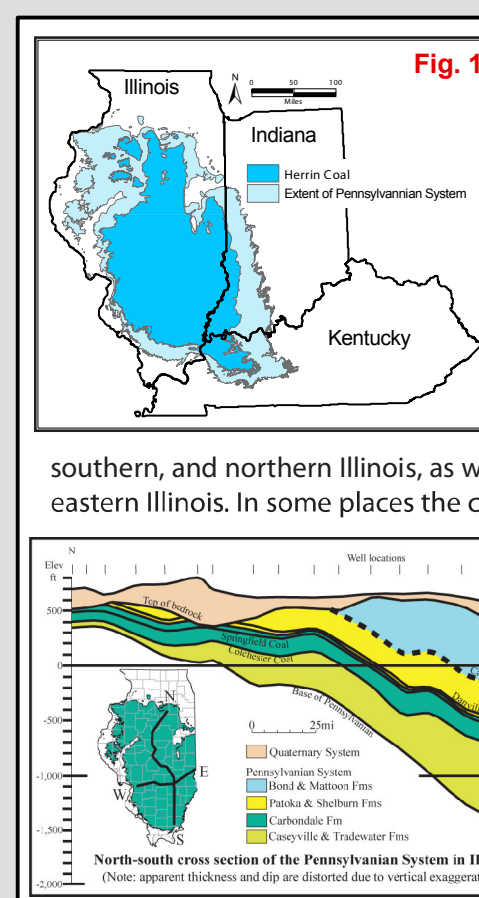 Fig. 1
Illinois
N
0 50 100
Miles
Indiana
Herrin Coal
Extent of Pennsylvannian System
Kentucky
southern, and northern Illinois, as w
eastern Illinois. In some places the c
N
Elev
ft
Well locations
500
0
-500
-1,000
-1,500
-2,000
Top of bedrock
Springfield Coal
Colchester Coal
Base of Pennsylvanian
Danvill
N
E
W
S
0 25mi
Quaternary System
Pennsylvanian System
Bond & Mattoon Fms
Patoka & Shelburn Fms
Carbondale Fm
Caseyville & Tradewater Fms
North-south cross section of the Pennsylvanian System in Il
(Note: apparent thickness and dip are distorted due to vertical exaggerat